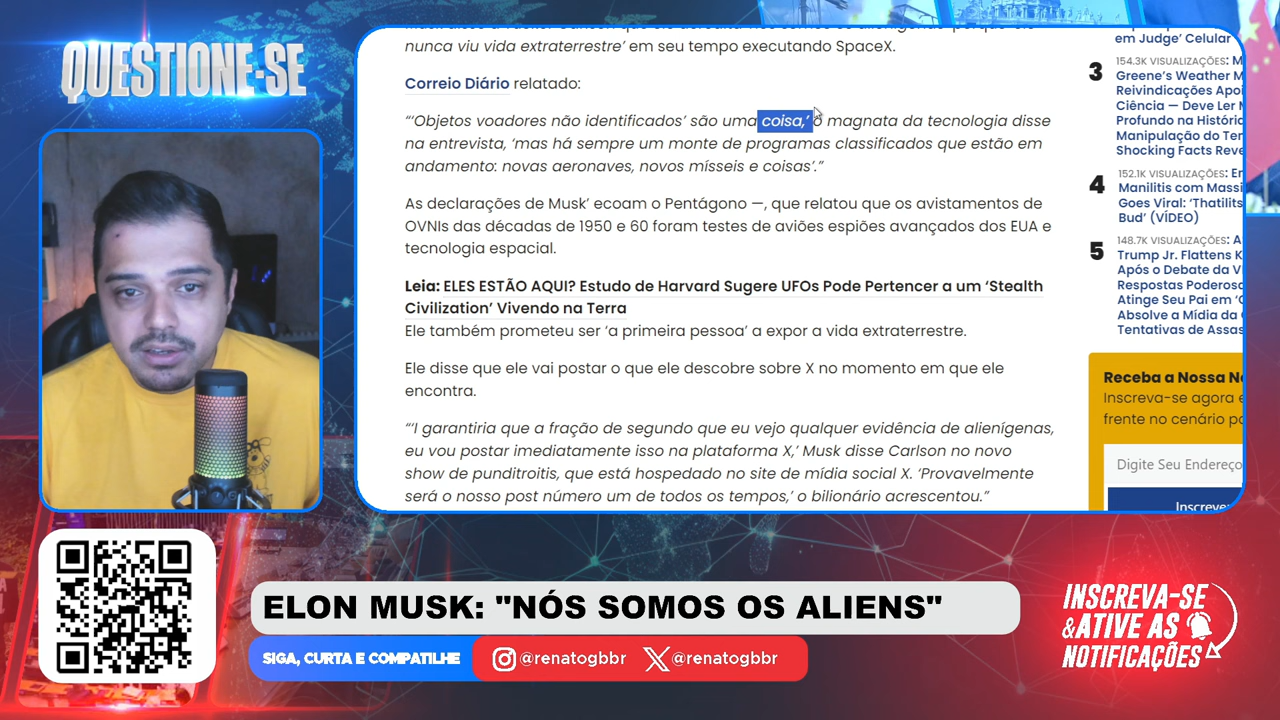 QUESTIONE-SE
nunca viu vida extraterrestre’ em seu tempo executando SpaceX.
Correio Diário relatado:
“‘Objetos voadores não identificados’ são uma coisa,’ o magnata da tecnologia disse
na entrevista, ‘mas há sempre um monte de programas classificados que estão em
andamento: novas aeronaves, novos mísseis e coisas’.”
As declarações de Musk’ ecoam o Pentágono —, que relatou que os avistamentos de
OVNIs das décadas de 1950 e 60 foram testes de aviões espiões avançados dos EUA e
tecnologia espacial.
Leia: ELES ESTÃO AQUI? Estudo de Harvard Sugere UFOs Pode Pertencer a um ‘Stealth
Civilization’ Vivendo na Terra
Ele também prometeu ser ‘a primeira pessoa’ a expor a vida extraterrestre.
Ele disse que ele vai postar o que ele descobre sobre X no momento em que ele
encontra.
“‘I garantiria que a fração de segundo que eu vejo qualquer evidência de alienígenas,
eu vou postar imediatamente isso na plataforma X,’ Musk disse Carlson no novo
show de punditroitis, que está hospedado no site de mídia social X. ‘Provavelmente
será o nosso post número um de todos os tempos,’ o bilionário acrescentou.”
em Judge’ Celular
3
154.3K VISUALIZAÇÕES: M
Greene’s Weather M
Reivindicações Apoi
Ciência — Deve Ler M
Profundo na História
Manipulação do Ter
Shocking Facts Reve
4
152.1K VISUALIZAÇÕES: Er
Manilitis com Massi
Goes Viral: ‘Thatilits
Bud’ (VÍDEO)
5
148.7K VISUALIZAÇÕES: A
Trump Jr. Flattens K
Após o Debate da V
Respostas Poderosa
Atinge Seu Pai em ‘C
Absolve a Mídia da
Tentativas de Assas
Receba a Nossa Ne
Inscreva-se agora e
frente no cenário po
Digite Seu Endereço
Inscreve
ELON MUSK: "NÓS SOMOS OS ALIENS"
SIGA, CURTA E COMPATILHE
@renatogbbr
@renatogbbr
INSCREVA-SE
&ATIVE AS
NOTIFICAÇÕES